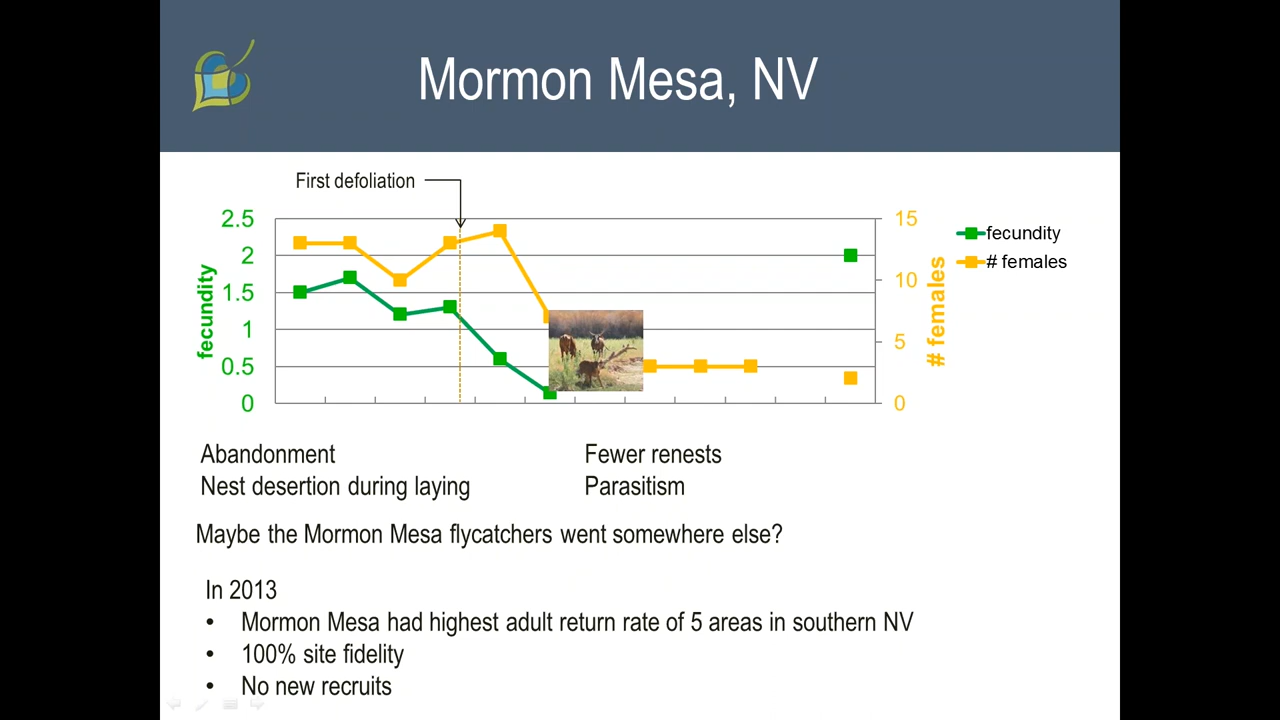 Mormon Mesa, NV
First defoliation
2.5
2
1.5
1
0.5
0
fecundity
15
10
5
0
# females
fecundity
# females
Abandonment
Fewer renests
Nest desertion during laying
Parasitism
Maybe the Mormon Mesa flycatchers went somewhere else?
In 2013
• Mormon Mesa had highest adult return rate of 5 areas in southern NV
• 100% site fidelity
• No new recruits